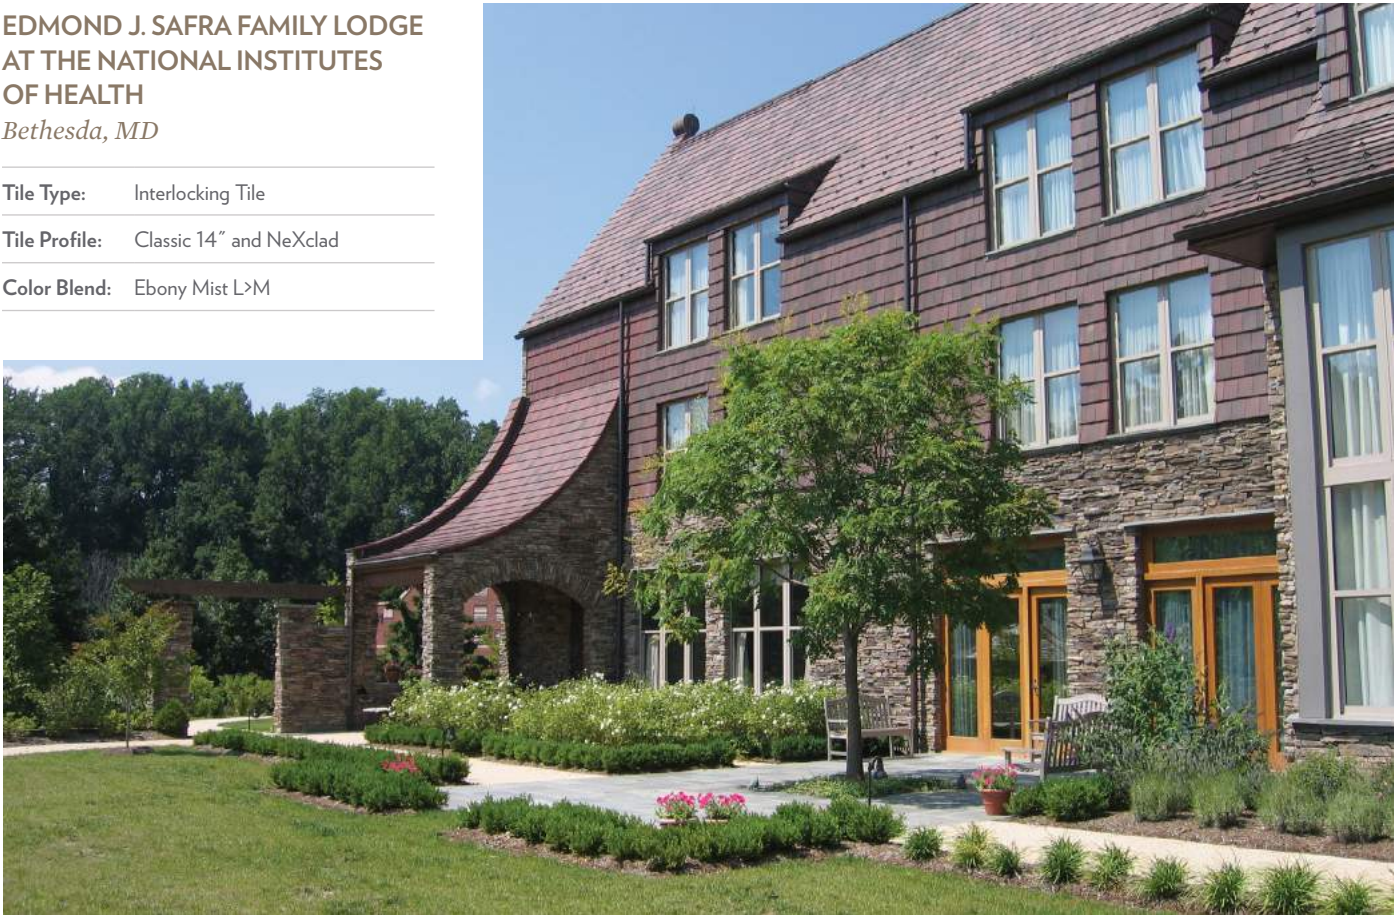 EDMOND J. SAFRA FAMILY LODGE
AT THE NATIONAL INSTITUTES
OF HEALTH
Bethesda, MD
Tile Type: Interlocking Tile
Tile Profile: Classic 14″ and NeXclad
Color Blend: Ebony Mist L>M